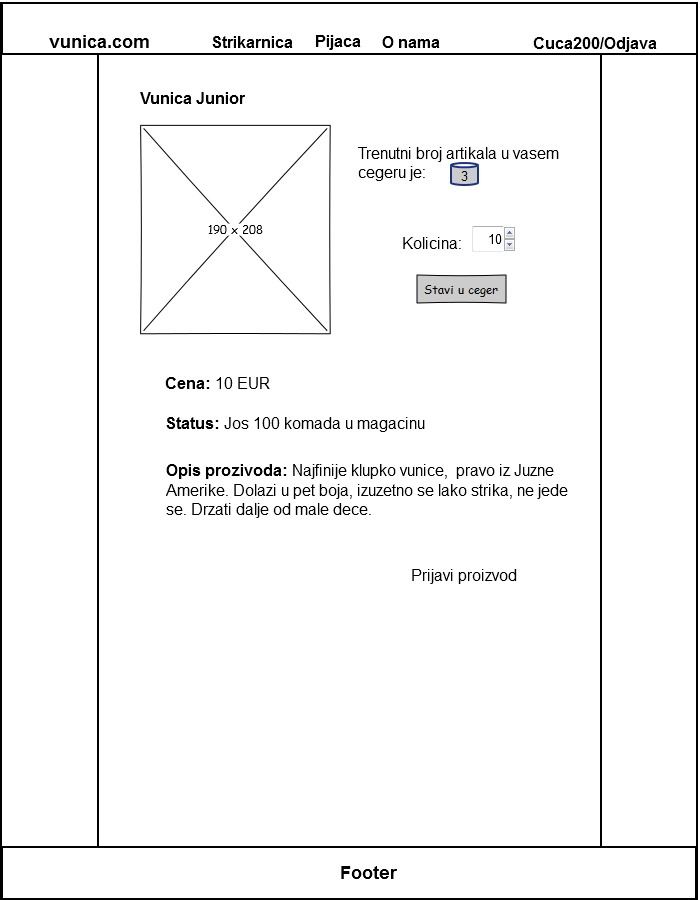 vunica.com Strikarnica Pijaca O nama Cuca200/Odjava
Vunica Junior
190 x 208
Trenutni broj artikala u vasem
cegeru je: 3
Kolicina: 10
Stavi u ceger
Cena: 10 EUR
Status: Jos 100 komada u magacinu
Opis prozivoda: Najfinije klupko vunice, pravo iz Juzne
Amerike. Dolazi u pet boja, izuzetno se lako strika, ne jede
se. Drzati dalje od male dece.
Prijavi proizvod
Footer